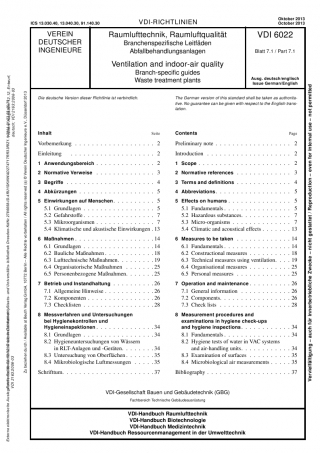 ICS 13.030.40, 13.040.30, 91.140.30
VDI-RICHTLINIEN
Oktober 2013
October 2013
VEREIN
DEUTSCHER
INGENIEURE
Raumlufttechnik, Raumluftqualität
Branchenspezifische Leitfäden
Abfallbehandlungsanlagen
Ventilation and indoor-air quality
Branch-specific guides
Waste treatment plants
VDI 6022
Blatt 7.1 / Part 7.1
Ausg. deutsch/englisch
Issue German/English
Die deutsche Version dieser Richtlinie ist verbindlich.
The German version of this standard shall be taken as authorita-
tive. No guarantee can be given with respect to the English trans-
lation.
Inhalt Seite
Vorbemerkung 2
Einleitung 2
1 Anwendungsbereich 2
2 Normative Verweise 3
3 Begriffe 4
4 Abkürzungen 5
5 Einwirkungen auf Menschen 5
5.1 Grundlagen 5
5.2 Gefahrstoffe 7
5.3 Mikroorganismen 7
5.4 Klimatische und akustische Einwirkungen 13
6 Maßnahmen 14
6.1 Grundlagen 14
6.2 Bauliche Maßnahmen 18
6.3 Lufttechnische Maßnahmen 19
6.4 Organisatorische Maßnahmen 25
6.5 Personenbezogene Maßnahmen 25
7 Betrieb und Instandhaltung 26
7.1 Allgemeine Hinweise 26
7.2 Komponenten 26
7.3 Checklisten 28
8 Messverfahren und Untersuchungen
bei Hygienekontrollen und
Hygieneinspektionen 34
8.1 Grundlagen 34
8.2 Hygieneuntersuchungen von Wässern
in RLT-Anlagen und -Geräten 34
8.3 Untersuchung von Oberflächen 35
8.4 Mikrobiologische Luftmessungen 35
Schrifttum 37
Contents Page
Preliminary note 2
Introduction 2
1 Scope 2
2 Normative references 3
3 Terms and definitions 4
4 Abbreviations 5
5 Effects on humans 5
5.1 Fundamentals 5
5.2 Hazardous substances 7
5.3 Micro-organisms 7
5.4 Climatic and acoustical effects 13
6 Measures to be taken 14
6.1 Fundamentals 14
6.2 Constructional measures 18
6.3 Technical measures using ventilation 19
6.4 Organisational measures 25
6.5 Personal measures 25
7 Operation and maintenance 26
7.1 General information 26
7.2 Components 26
7.3 Check lists 28
8 Measurement procedures and
examinations in hygiene check-ups
and hygiene inspections 34
8.1 Fundamentals 34
8.2 Hygiene tests of water in VAC systems
and air-handling units 34
8.3 Examination of surfaces 35
8.4 Microbiological air measurements 35
Bibliography 37
VDI-Gesellschaft Bauen und Gebäudetechnik (GBG)
Fachbereich Technische Gebäudeausrüstung
VDI-Handbuch Raumlufttechnik
VDI-Handbuch Biotechnologie
VDI-Handbuch Medizintechnik
VDI-Handbuch Ressourcenmanagement in der Umwelttechnik
Vervielfältigung – auch für innerbetriebliche Zwecke – nicht gestattet / Reproduction – even for internal use – not permitted